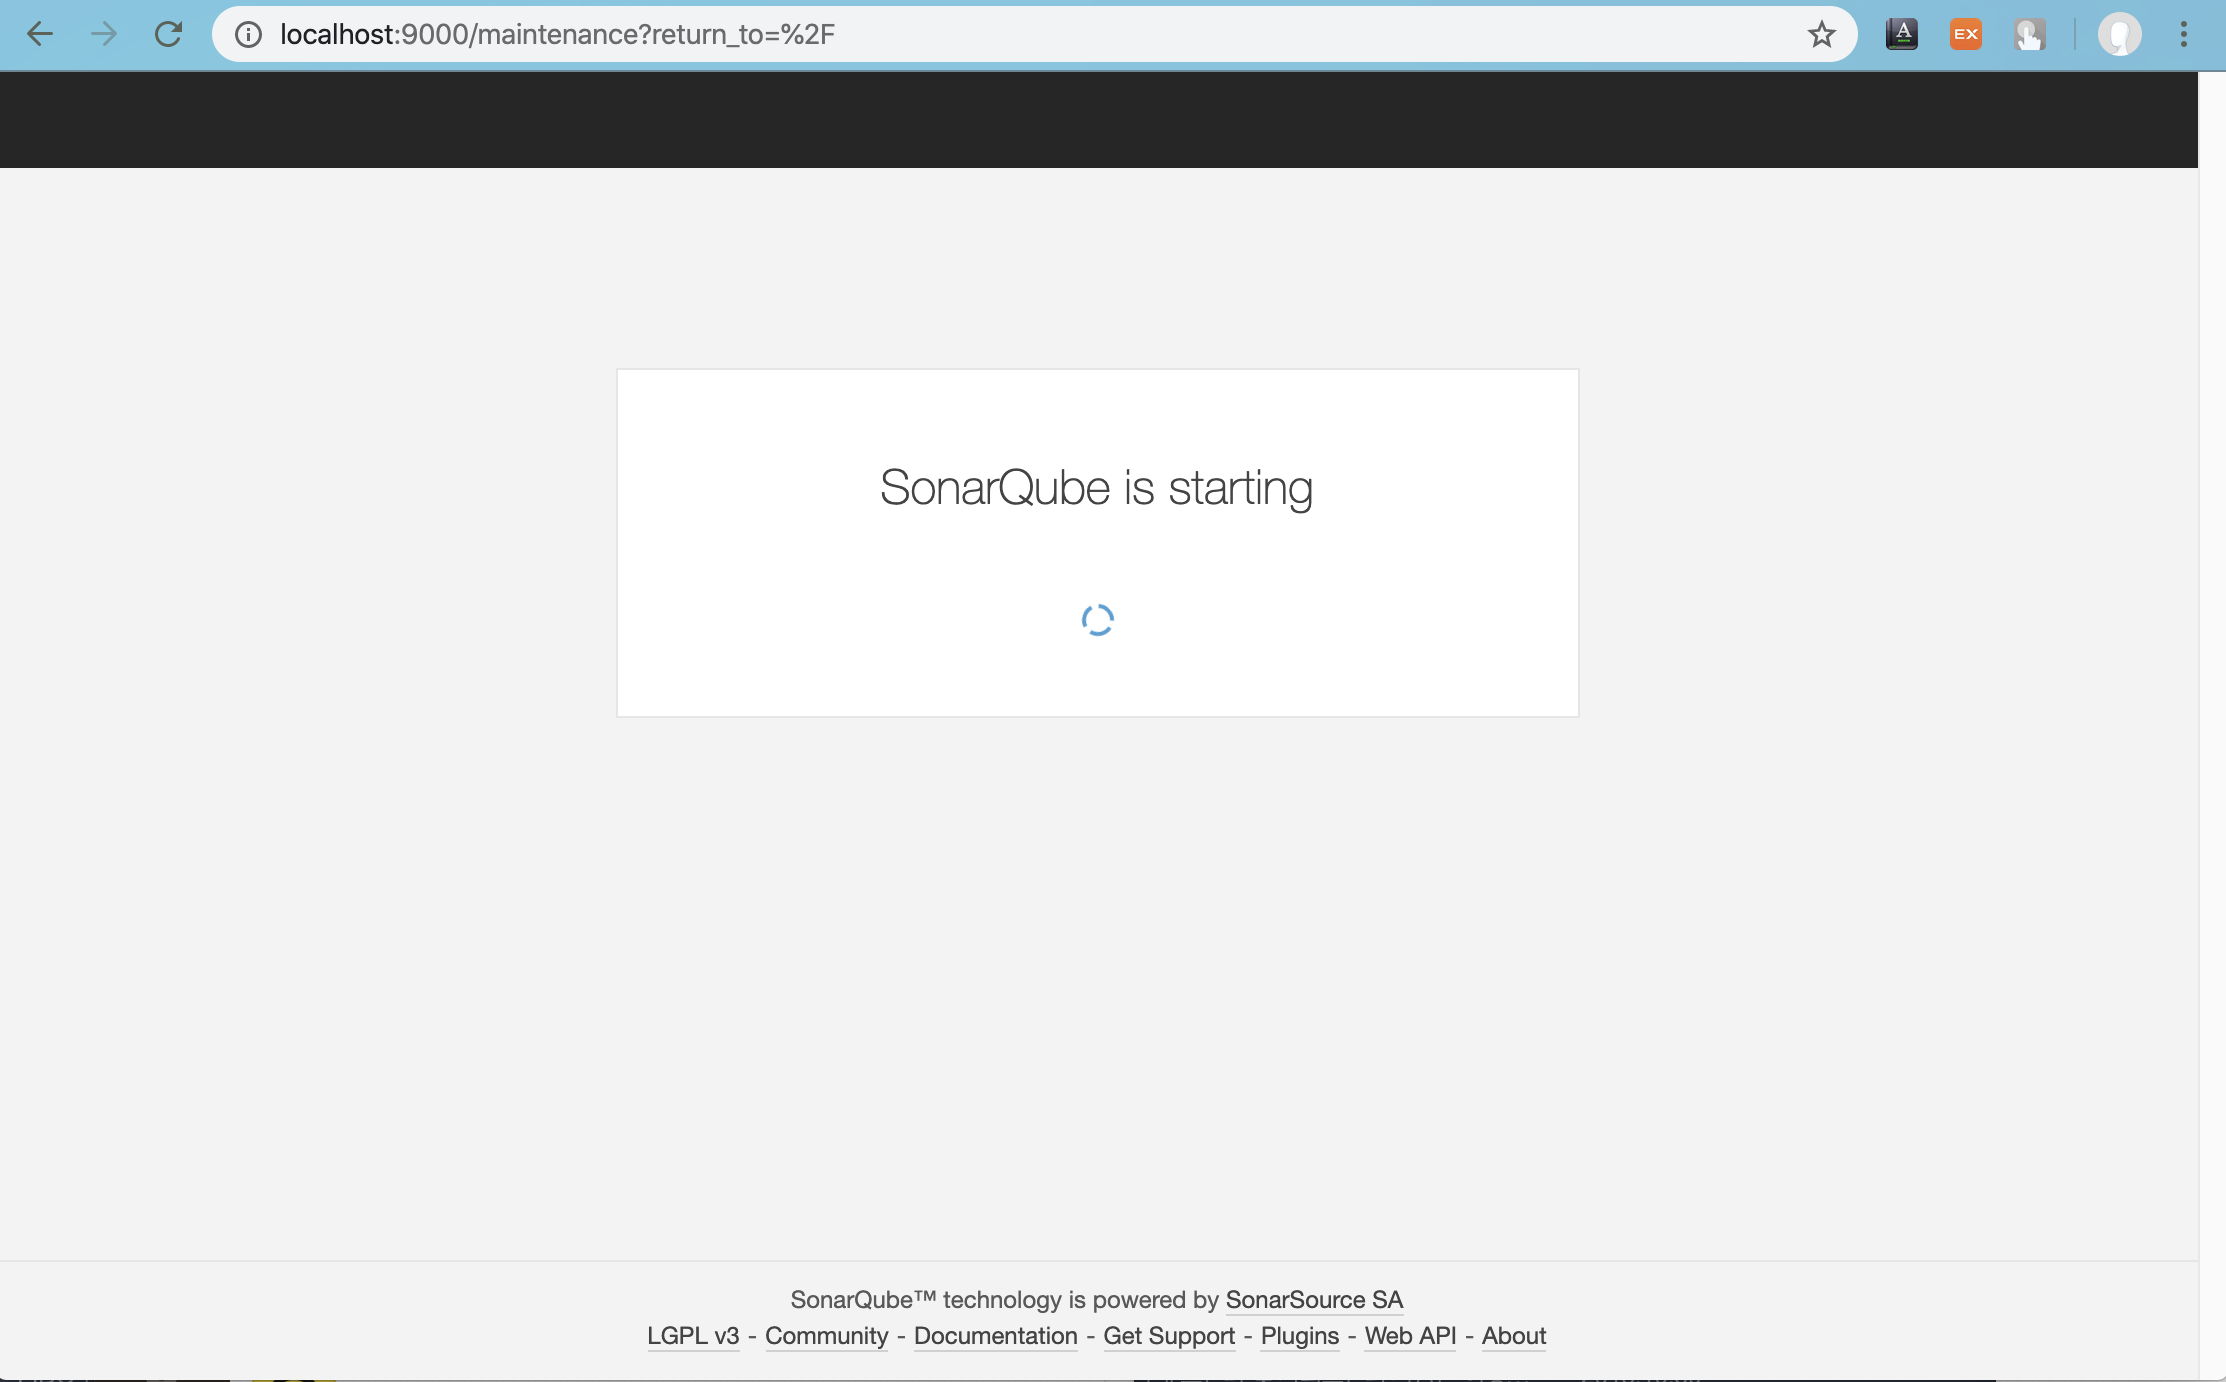 localhost:9000/maintenance?return_to=%2F
A
EX
SonarQube is starting
SonarQube™ technology is powered by SonarSource SA
LGPL v3 - Community - Documentation - Get Support - Plugins - Web API - About